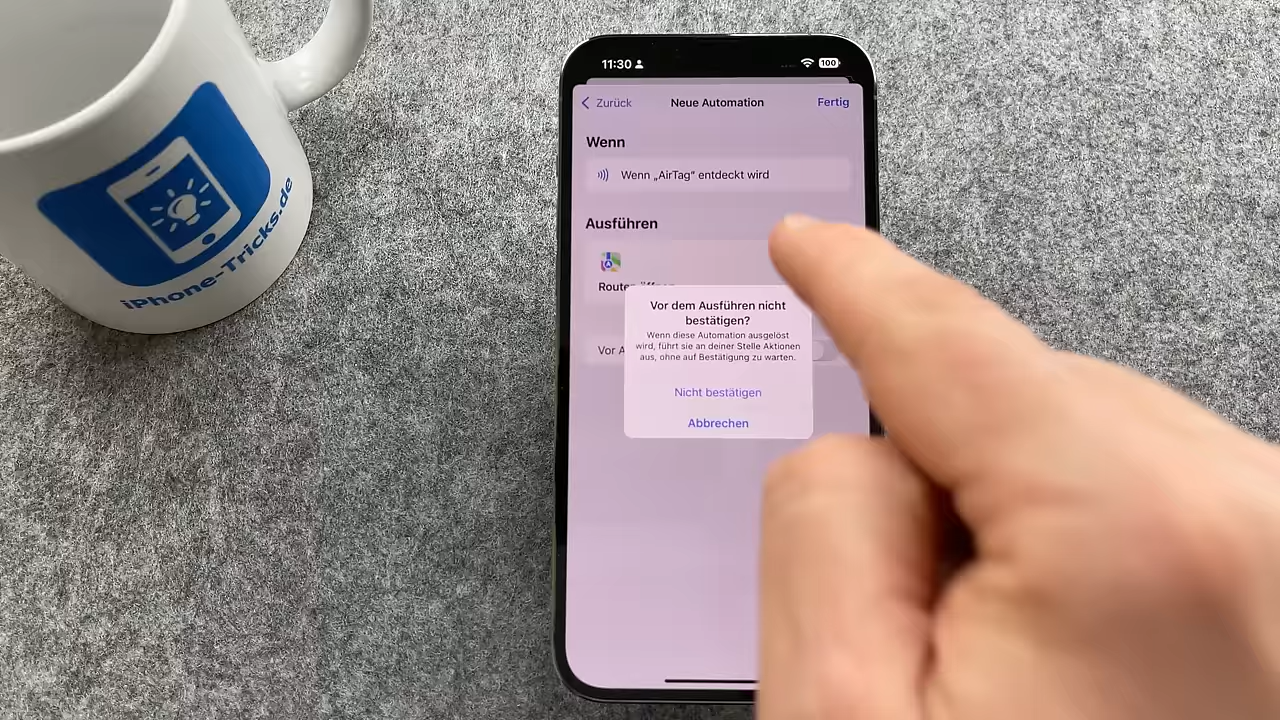 iPhone-Tricks.de
11:30
100
Zurück
Neue Automation
Fertig
Wenn
Wenn „AirTag“ entdeckt wird
Ausführen
Vor dem Ausführen nicht
bestätigen?
Wenn diese Automation ausgelöst
wird, führt sie an deiner Stelle Aktionen
aus, ohne auf Bestätigung zu warten.
Vor A
Nicht bestätigen
Abbrechen